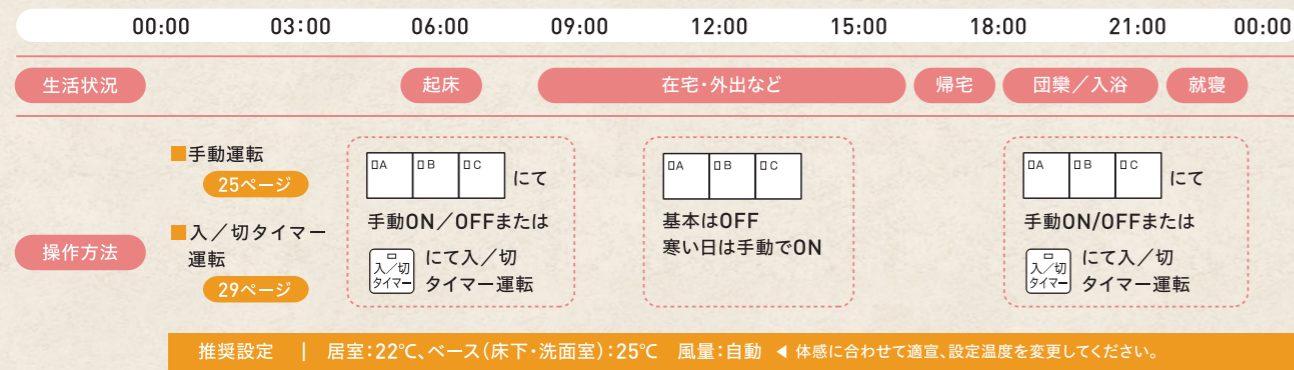 00:00 03:00 06:00 09:00 12:00 15:00 18:00 21:00 00:00
生活状況 起床 在宅・外出など 帰宅 団欒／入浴 就寝
操作方法
■手動運転
25ページ
■入／切タイマー
運転
29ページ
A B C にて
手動ON／OFFまたは
入／切
タイマー
にて入／切
タイマー運転
A B C
基本はOFF
寒い日は手動でON
A B C にて
手動ON/OFFまたは
入／切
タイマー
にて入／切
タイマー運転
推奨設定 | 居室：22℃、ベース（床下・洗面室）：25℃ 風量：自動 ◀ 体感に合わせて適宜、設定温度を変更してください。